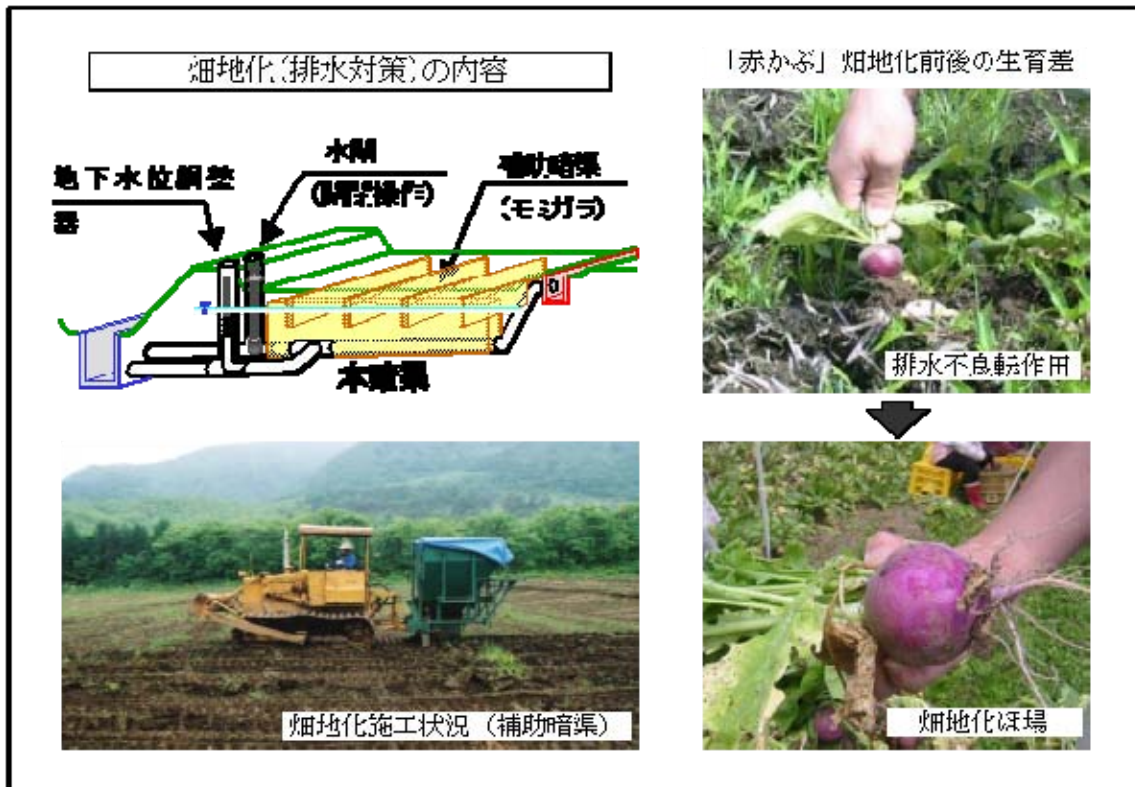 畑地化(排水対策)の内容
地下水位調整
器
水閘
(開閉操作)
補助暗渠
(モミガラ)
本暗渠
畑地化施工状況（補助暗渠）
「赤かぶ」畑地化前後の生育差
排水不良転作田
畑地化ほ場